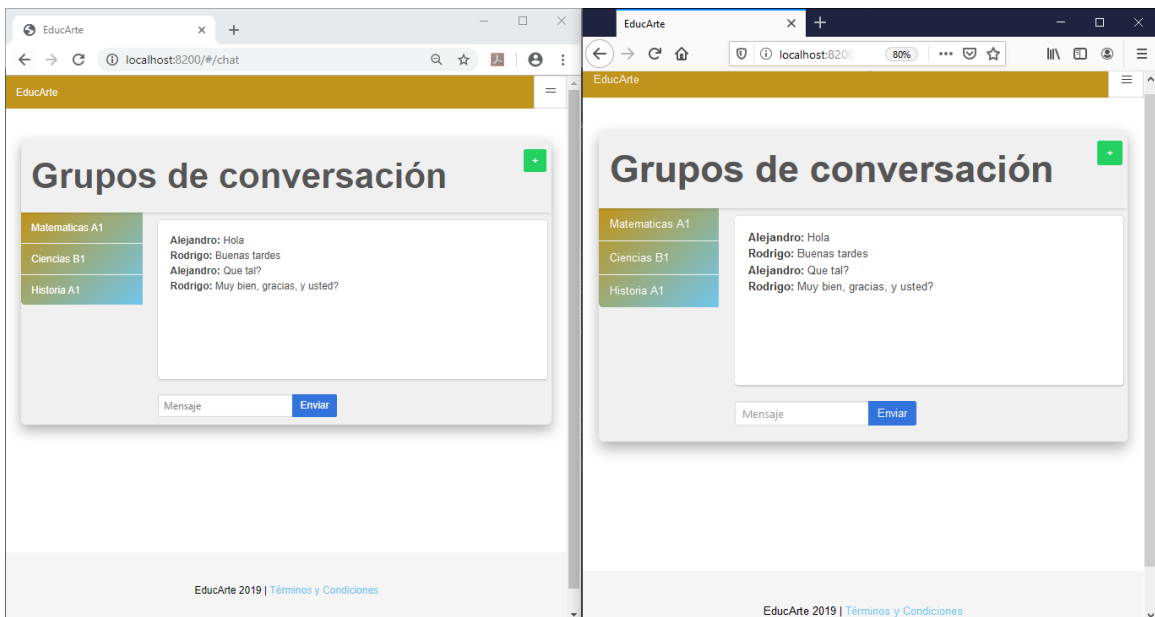 EducArte
localhost:8200/#/chat
EducArte
Grupos de conversación
+
Matematicas A1
Ciencias B1
Historia A1
Alejandro: Hola
Rodrigo: Buenas tardes
Alejandro: Que tal?
Rodrigo: Muy bien, gracias, y usted?
Mensaje
Enviar
EducArte 2019 | Términos y Condiciones
EducArte
localhost:8200
80%
EducArte
Grupos de conversación
+
Matematicas A1
Ciencias B1
Historia A1
Alejandro: Hola
Rodrigo: Buenas tardes
Alejandro: Que tal?
Rodrigo: Muy bien, gracias, y usted?
Mensaje
Enviar
EducArte 2019 | Términos y Condiciones